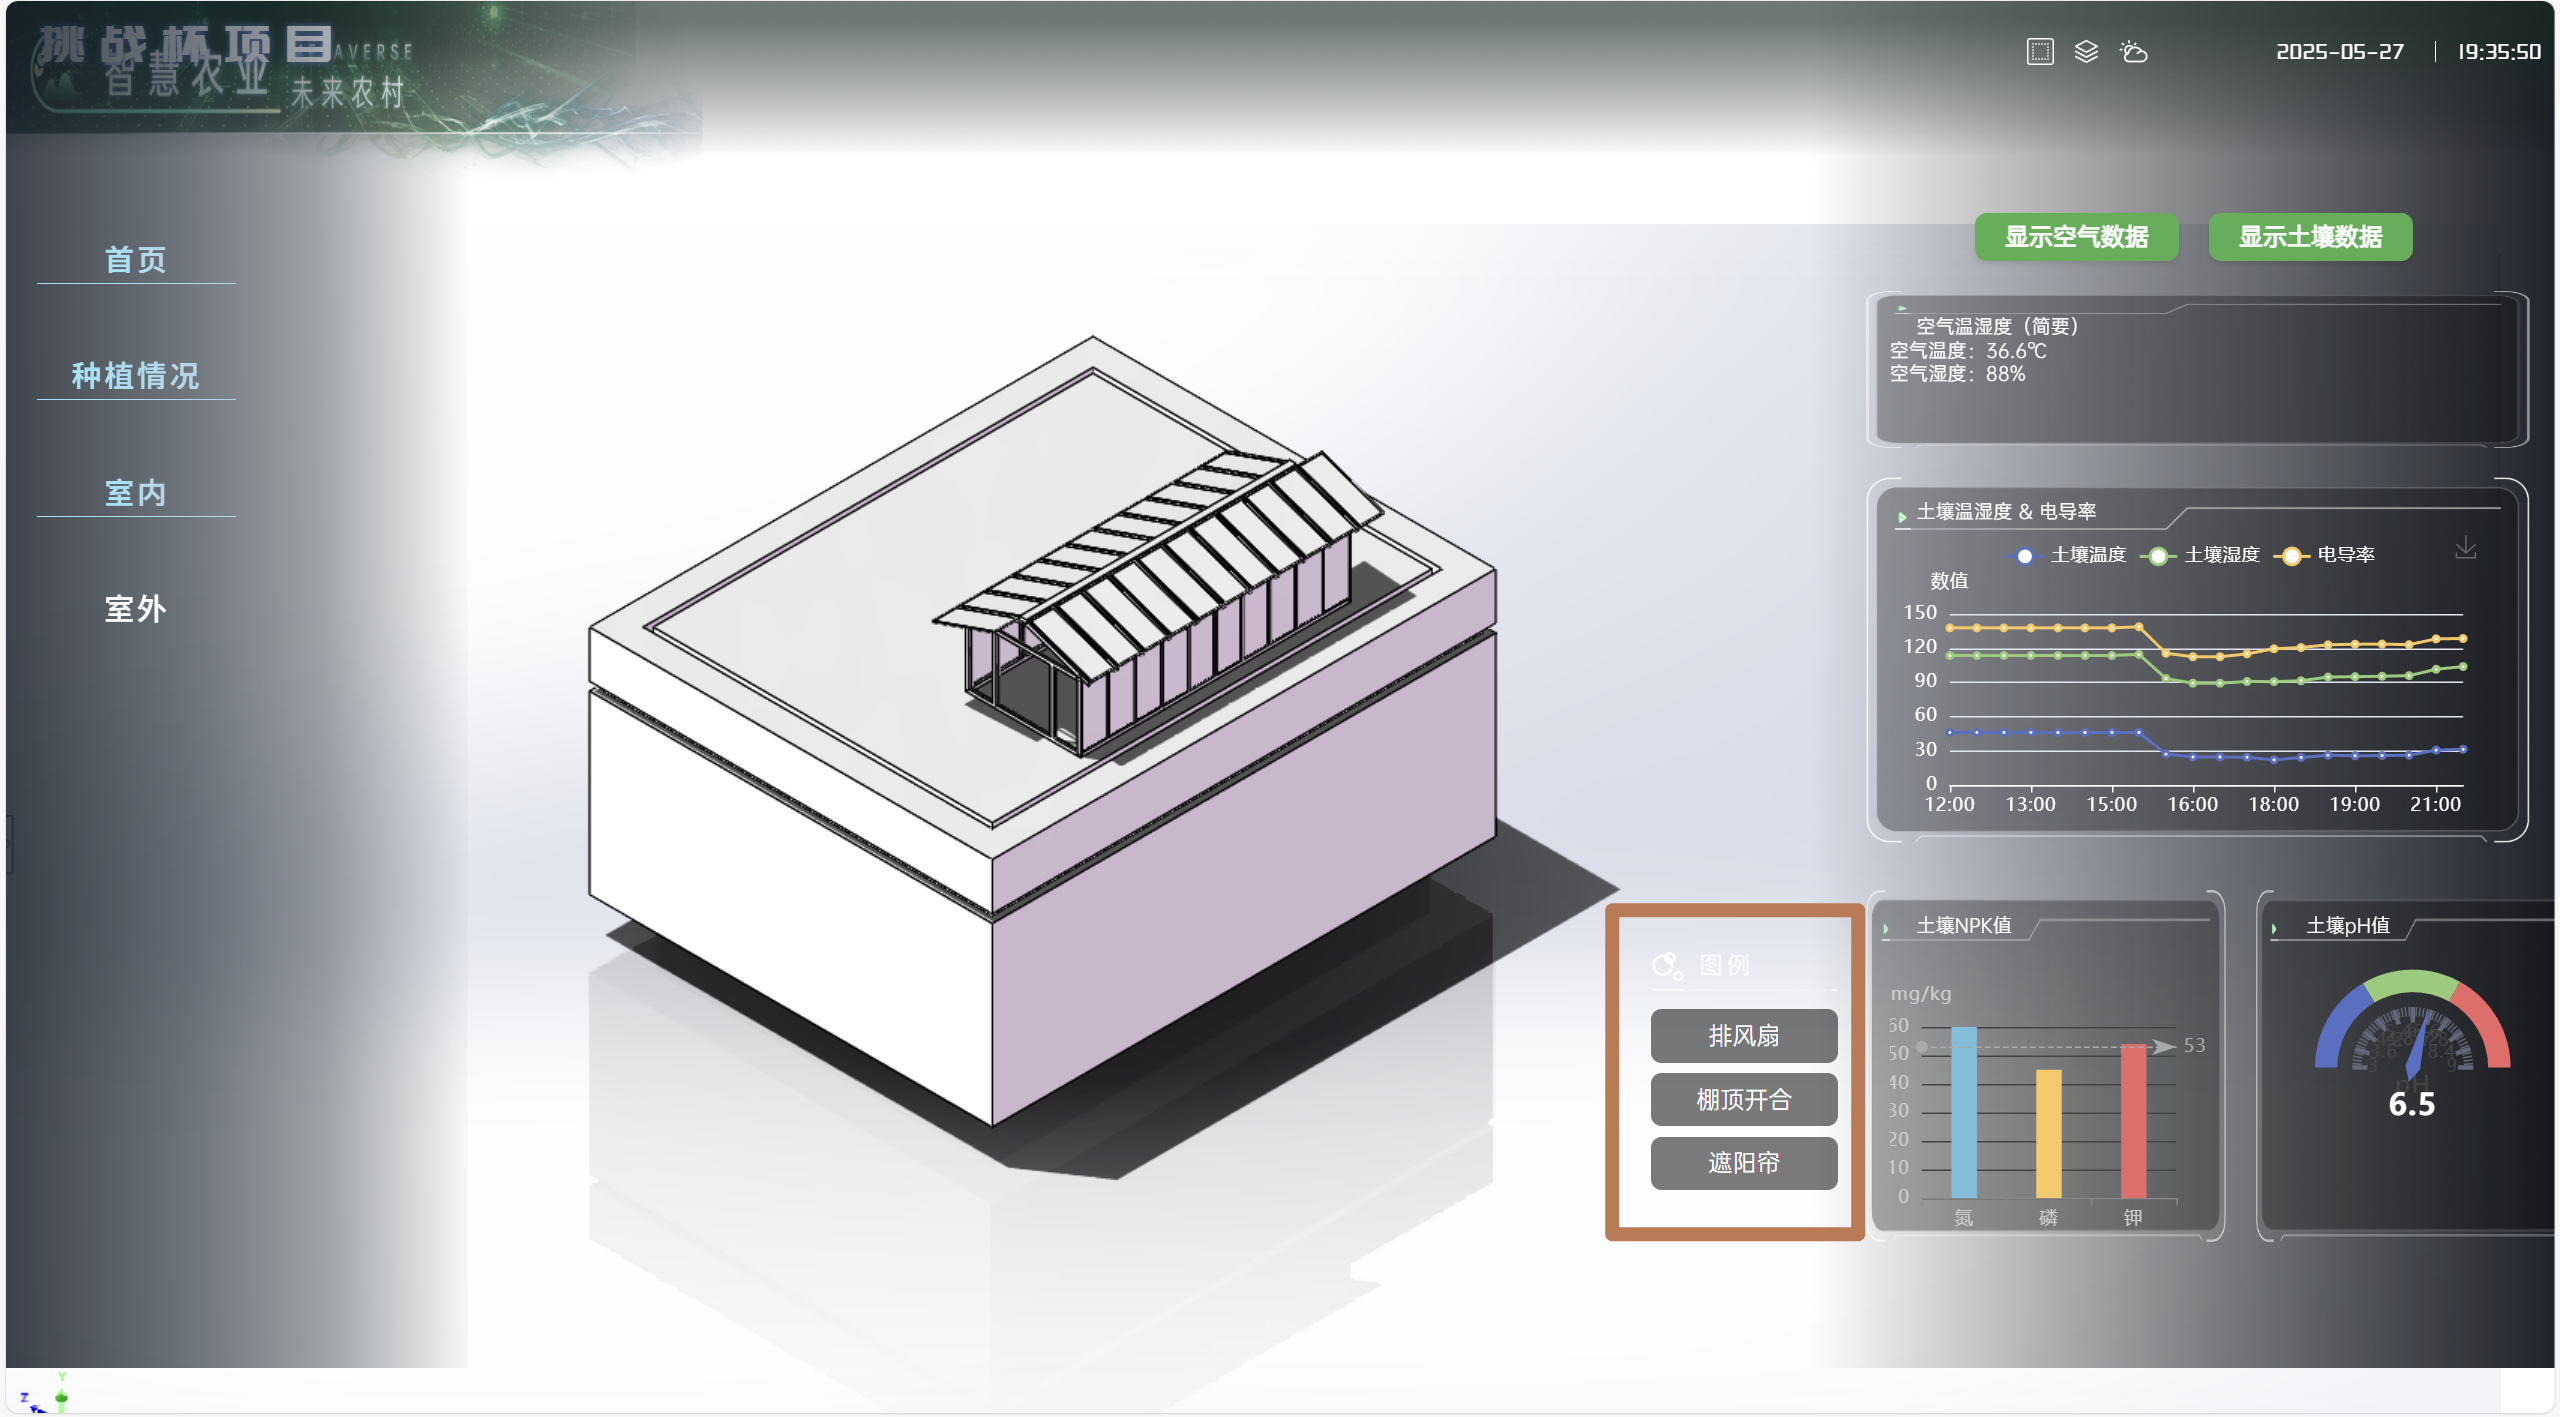 挑战杯项目
AVERSE
智慧农业 未来农村
2025-05-27 | 19:35:50
首页
种植情况
室内
室外
显示空气数据 显示土壤数据
空气温湿度（简要）
空气温度：36.6℃
空气湿度：88%
土壤温湿度 & 电导率
土壤温度 土壤湿度 电导率
数值
150
120
90
60
30
0
12:00 13:00 15:00 16:00 18:00 19:00 21:00
图例
排风扇
棚顶开合
遮阳帘
土壤NPK值
mg/kg
60
50
40
30
20
10
0
53
氮 磷 钾
土壤pH值
3 3.6 8.4 9
pH
6.5
Y
Z